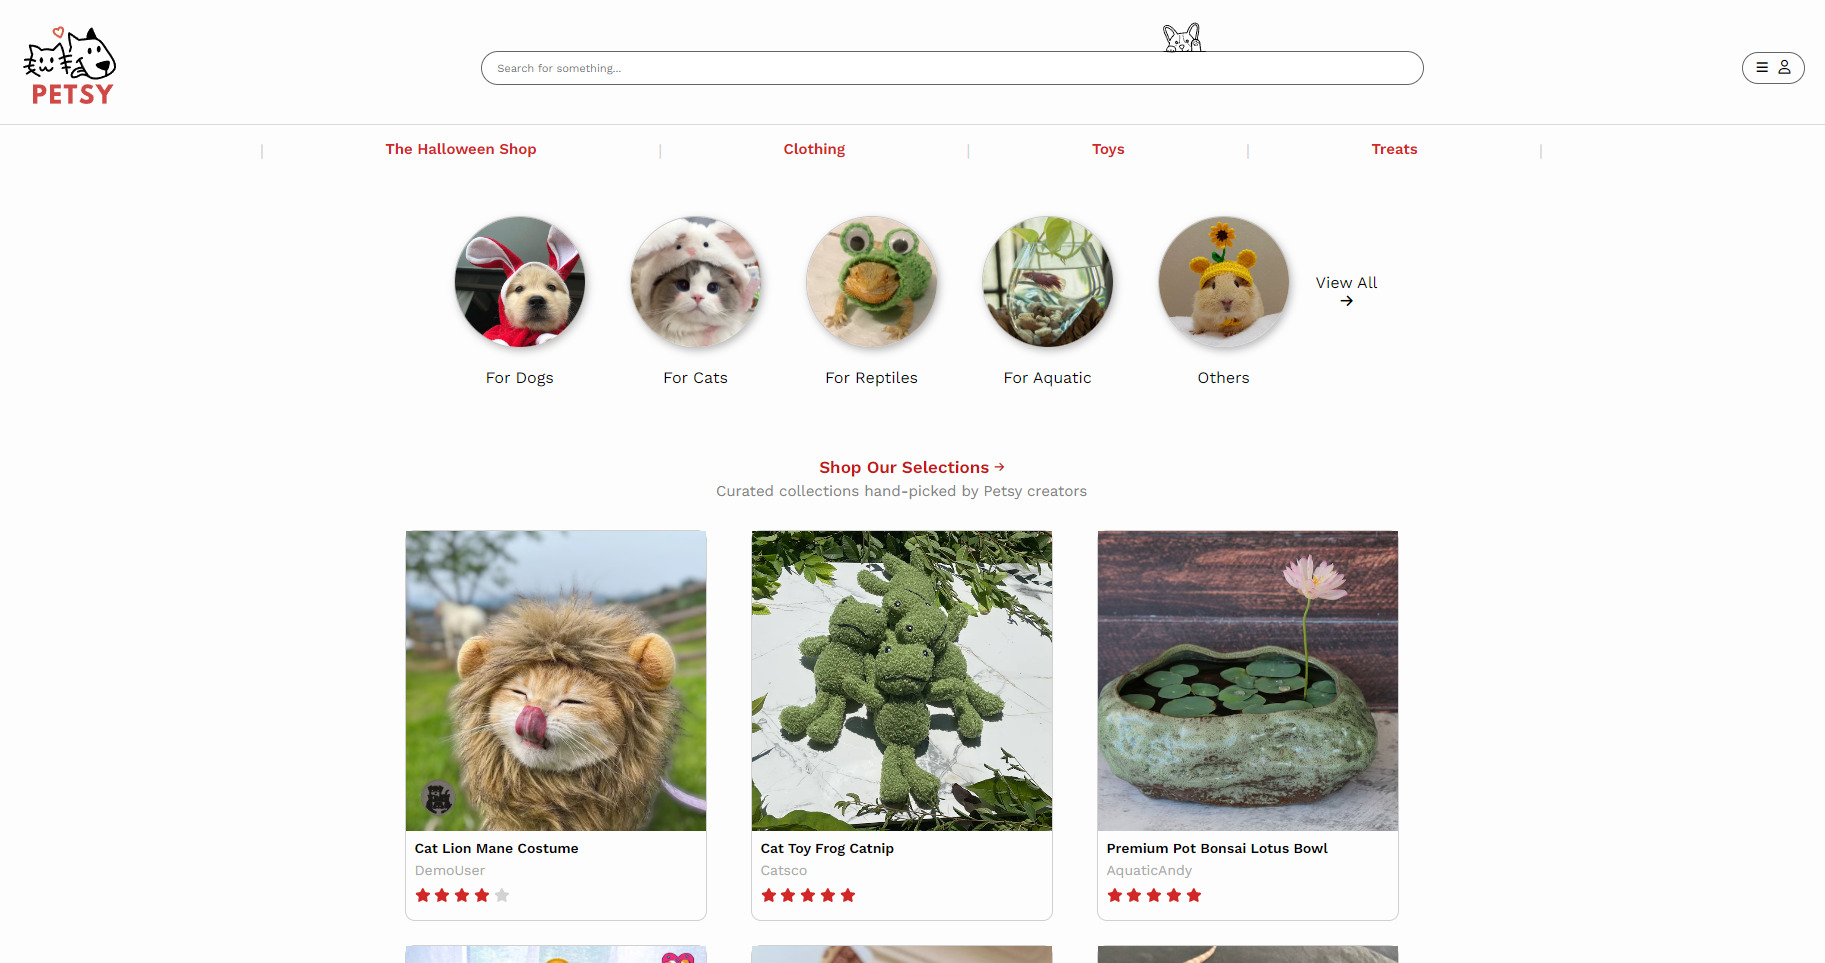 PETSY
Search for something...
The Halloween Shop
Clothing
Toys
Treats
View All
For Dogs
For Cats
For Reptiles
For Aquatic
Others
Shop Our Selections
Curated collections hand-picked by Petsy creators
Cat Lion Mane Costume
DemoUser
Cat Toy Frog Catnip
Catsco
Premium Pot Bonsai Lotus Bowl
AquaticAndy